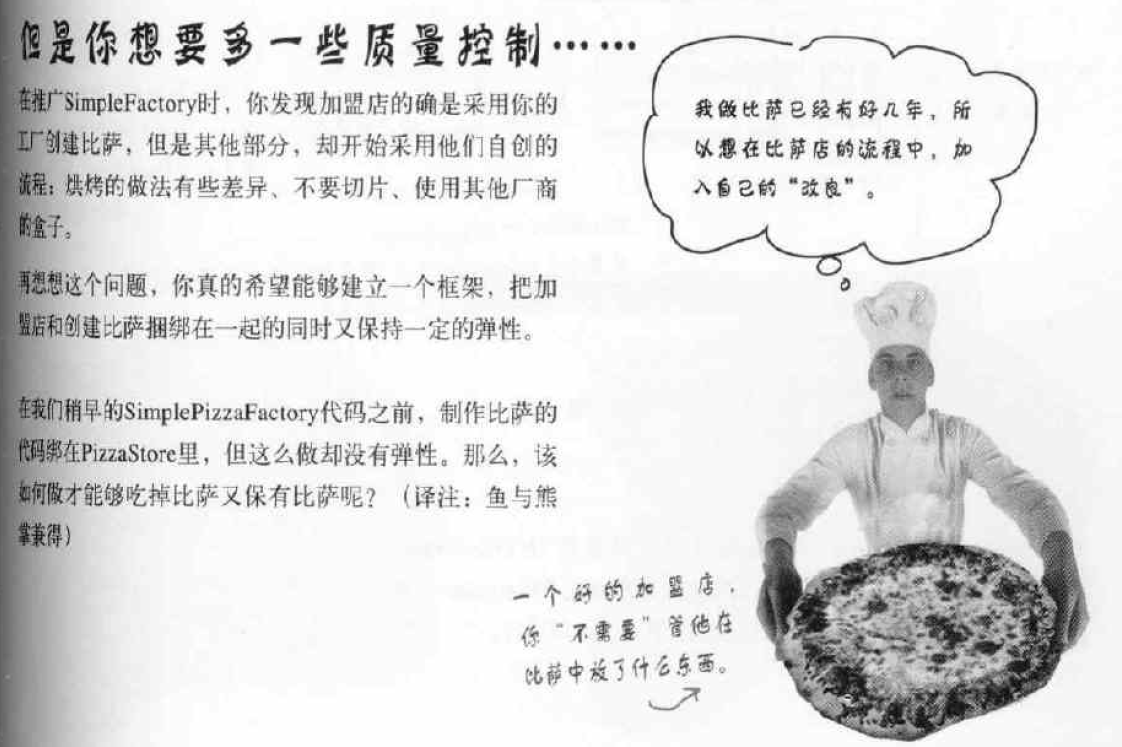 但是你想要多一些质量控制……
在推广SimpleFactory时，你发现加盟店的确是采用你的
工厂创建比萨，但是其他部分，却开始采用他们自创的
流程：烘烤的做法有些差异、不要切片、使用其他厂商
的盒子。
再想想这个问题，你真的希望能够建立一个框架，把加
盟店和创建比萨捆绑在一起的同时又保持一定的弹性。
在我们稍早的SimplePizzaFactory代码之前，制作比萨的
代码绑在PizzaStore里，但这么做却没有弹性。那么，该
如何做才能够吃掉比萨又保有比萨呢？（译注：鱼与熊
掌兼得）
我做比萨已经有好几年，所
以想在比萨店的流程中，加
入自己的“改良”。
一个好的加盟店，
你“不需要”管他在
比萨中放了什么东西。